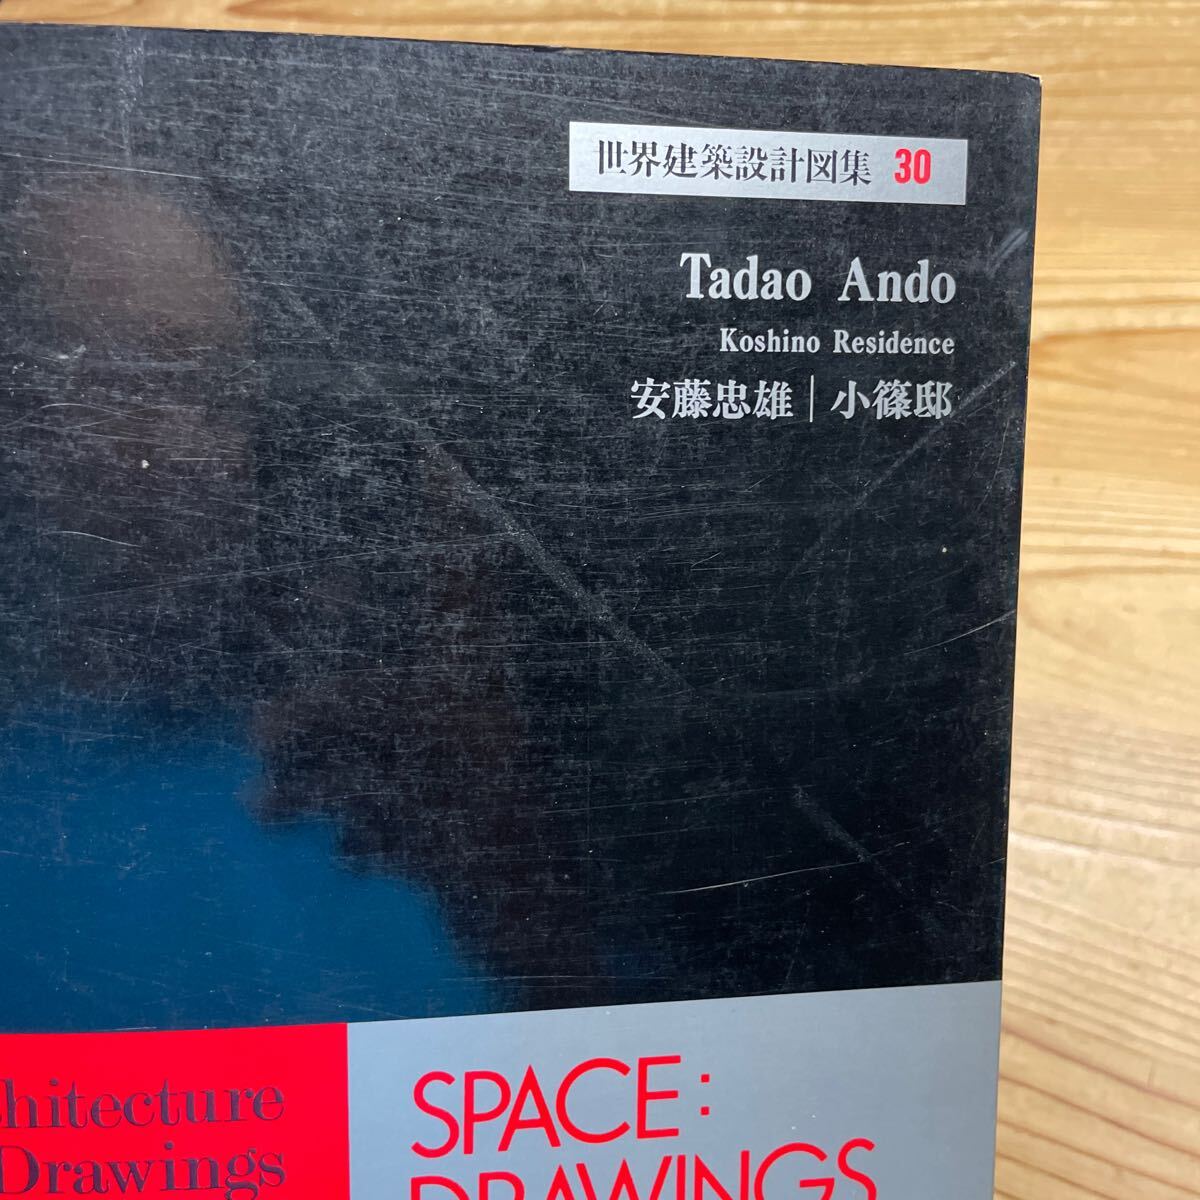 世界建築設計図集 30
Tadao Ando
Koshino Residence
安藤忠雄｜小篠邸
Drawings
SPACE:
DRAWINGS